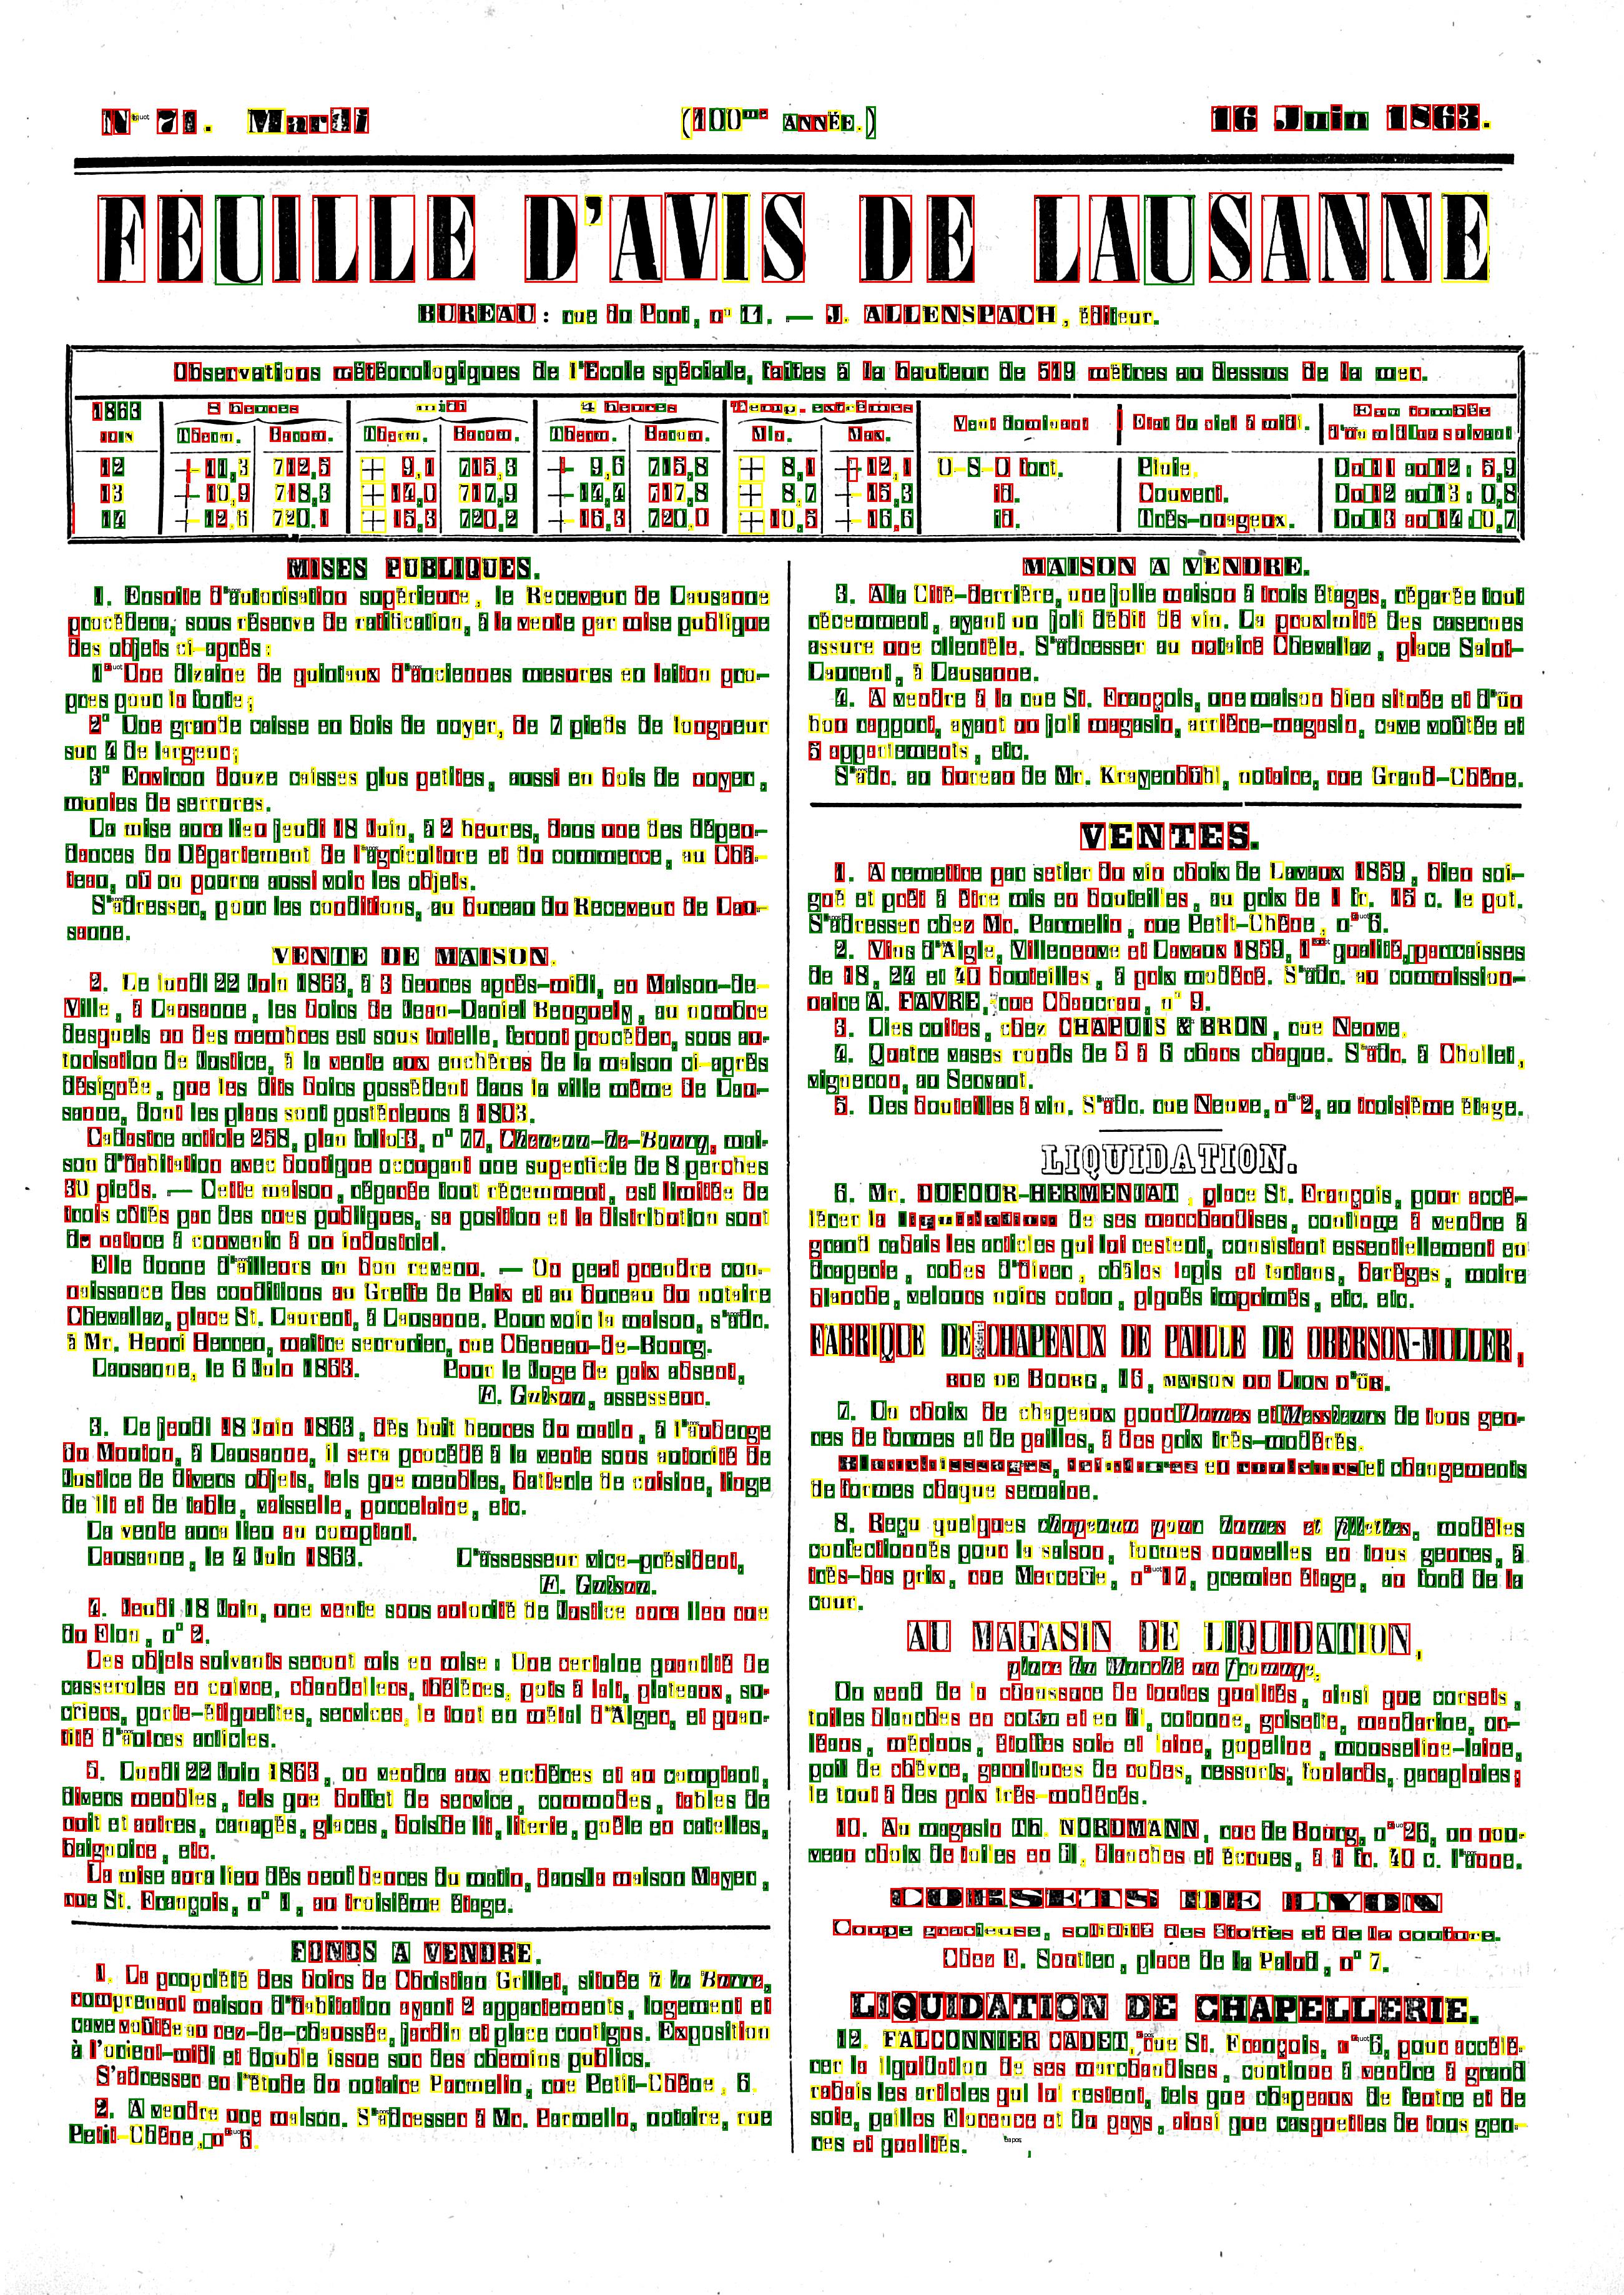 N° 71. Mardi (100me ANNÉE.) 16 Juin 1863.
FEUILLE D'AVIS DE LAUSANNE
BUREAU: rue du Pont, n° 11. — J. ALLENSPACH, éditeur.
Observations météorologiques de l'Ecole spéciale, faites à la hauteur de 519 mètres au dessus de la mer.
1863 8 heures midi 4 heures Temp. extrêmes Vent dominant Etat du ciel à midi. Eau tombée
JUIN Therm. Barom. Therm. Barom. Therm. Barom. Min. Max. d'un midi au suivant
12 + 11,3 712,5 + 9,1 715,3 + 9,6 715,8 + 8,1 + 12,1 O-S-O fort. Pluie. Du 11 au 12 : 5,9
13 + 10,9 718,3 + 14,0 717,9 + 14,4 717,8 + 8,7 + 15,3 id. Couvert. Du 12 au 13 : 0,8
14 + 12,6 720,1 + 15,3 720,2 + 16,3 720,0 + 10,5 + 16,6 id. Très-nuageux. Du 13 au 14 : 0,7
MISES PUBLIQUES.
1. Ensuite d'autorisation supérieure, le Receveur de Lausanne
procédera, sous réserve de ratification, à la vente par mise publique
des objets ci-après:
1° Une dizaine de quintaux d'anciennes mesures en laiton pro-
pres pour la fonte;
2° Une grande caisse en bois de noyer, de 7 pieds de longueur
sur 4 de largeur;
3° Environ douze caisses plus petites, aussi en bois de noyer,
munies de serrures.
La mise aura lieu jeudi 18 Juin, à 2 heures, dans une des dépen-
dances du Département de l'agriculture et du commerce, au Châ-
teau, où on pourra aussi voir les objets.
S'adresser, pour les conditions, au bureau du Receveur de Lau-
sanne.
VENTE DE MAISON.
2. Le lundi 22 Juin 1863, à 3 heures après-midi, en Maison-de-
Ville, à Lausanne, les hoirs de Jean-Daniel Benguely, au nombre
desquels un des membres est sous tutelle, feront procéder, sous au-
torisation de Justice, à la vente aux enchères de la maison ci-après
désignée, que les dits hoirs possèdent dans la ville même de Lau-
sanne, dont les plans sont postérieurs à 1803.
Cadastre article 258, plan folio 3, n° 77, Cheneau-de-Bourg, mai-
son d'habitation avec boutique occupant une superficie de 8 perches
30 pieds. — Cette maison, réparée tout récemment, est limitée de
trois côtés par des rues publiques, sa position et la distribution sont
de nature à convenir à un industriel.
Elle donne d'ailleurs un bon revenu. — On peut prendre con-
naissance des conditions au Greffe de Paix et au bureau du notaire
Chevallaz, place St. Laurent, à Lausanne. Pour voir la maison, s'adr.
à Mr. Henri Herren, maître serrurier, rue Cheneau-de-Bourg.
Lausanne, le 6 Juin 1863. Pour le Juge de paix absent,
E. Guisan, assesseur.
3. Le jeudi 18 Juin 1863, dès huit heures du matin, à l'auberge
du Mouton, à Lausanne, il sera procédé à la vente sous autorité de
Justice de divers objets, tels que meubles, batterie de cuisine, linge
de lit et de table, vaisselle, porcelaine, etc.
La vente aura lieu au comptant.
Lausanne, le 4 Juin 1863. L'assesseur vice-président,
E. Guisan.
4. Jeudi 18 Juin, une vente sous autorité de Justice aura lieu rue
du Flon, n° 2.
Les objets suivants seront mis en mise : Une certaine quantité de
casseroles en cuivre, chandeliers, théières, pots à lait, plateaux, su-
criers, porte-étiquettes, services, le tout en métal d'Alger, et quan-
tité d'autres articles.
5. Lundi 22 Juin 1863, on vendra aux enchères et au comptant,
divers meubles, tels que buffet de service, commodes, tables de
nuit et autres, canapés, glaces, bois de lit, literie, poêle en catelles,
baignoire, etc.
La mise aura lieu dès neuf heures du matin, dans la maison Mayer,
rue St. François, n° 1, au troisième étage.
FONDS A VENDRE.
1. La propriété des hoirs de Christian Grillet, située à la Barre,
comprenant maison d'habitation ayant 2 appartements, logement et
cave voûtée au rez-de-chaussée, jardin et place contigus. Exposition
à l'orient-midi et double issue sur des chemins publics.
S'adresser en l'étude du notaire Parmelin, rue Petit-Chêne, 6.
2. A vendre une maison. S'adresser à Mr. Parmelin, notaire, rue
Petit-Chêne, n° 6.
MAISON A VENDRE.
3. A la Cité-derrière, une jolie maison à trois étages, réparée tout
récemment, ayant un joli débit de vin. La proximité des casernes
assure une clientèle. S'adresser au notaire Chevallaz, place Saint-
Laurent, à Lausanne.
4. A vendre à la rue St. François, une maison bien située et d'un
bon rapport, ayant un joli magasin, arrière-magasin, cave voûtée et
5 appartements, etc.
S'adr. au bureau de Mr. Krayenbühl, notaire, rue Grand-Chêne.
VENTES.
1. A remettre par setier du vin choix de Lavaux 1859, bien soi-
gné et prêt à être mis en bouteilles, au prix de 1 fr. 15 c. le pot.
S'adresser chez Mr. Parmelin, rue Petit-Chêne, n° 6.
2. Vins d'Aigle, Villeneuve et Lavaux 1859, 1re qualité, par caisses
de 18, 24 et 40 bouteilles, à prix modéré. S'adr. au commission-
naire A. FAVRE, rue Chaucrau, n° 9.
3. Lies cuites, chez CHAPUIS & BRON, rue Neuve.
4. Quatre vases ronds de 5 à 6 chars chaque. S'adr. à Chollet,
vigneron, au Servant.
5. Des bouteilles à vin. S'adr. rue Neuve, n° 2, au troisième étage.
LIQUIDATION.
6. Mr. DUFOUR-HERMENJAT, place St. François, pour accé-
lérer la liquidation de ses marchandises, continue à vendre à
grand rabais les articles qui lui restent, consistant essentiellement en
draperie, robes d'hiver, châles tapis et tartans, barèges, moire
blanche, velours noirs coton, piqués imprimés, etc. etc.
FABRIQUE DE CHAPEAUX DE PAILLE DE OBERSON-MULLER,
RUE DE BOURG, 16, MAISON DU LION D'OR.
7. Un choix de chapeaux pour Dames et Messieurs de tous gen-
res de formes et de pailles, à des prix très-modérés.
Blanchissages, teintures en couleurs et changements
de formes chaque semaine.
8. Reçu quelques chapeaux pour dames et fillettes, modèles
confectionnés pour la saison, formes nouvelles en tous genres, à
très-bas prix, rue Mercerie, n° 17, premier étage, au fond de la
cour.
AU MAGASIN DE LIQUIDATION,
place du Marché au fromage.
On vend de la chaussure de toutes qualités, ainsi que corsets,
toiles blanches en coton et en fil, cotonne, grisette, mandarine, or-
léans, mérinos, étoffes soie et laine, popeline, mousseline-laine,
poil de chèvre, garnitures de robes, ressorts, foulards, parapluies;
le tout à des prix très-modérés.
10. Au magasin Th. NORDMANN, rue de Bourg, n° 26, un nou-
veau choix de toiles en fil, blanches et écrues, à 1 fr. 40 c. l'aune.
CORSETS DE LYON
Coupe gracieuse, solidité des étoffes et de la couture.
Chez E. Soutter, place de la Palud, n° 7.
LIQUIDATION DE CHAPELLERIE.
12. FALCONNIER CADET, rue St. François, n° 6, pour accélé-
rer la liquidation de ses marchandises, continue à vendre à grand
rabais les articles qui lui restent, tels que chapeaux de feutre et de
soie, pailles Florence et du pays, ainsi que casquettes de tous gen-
res et qualités.